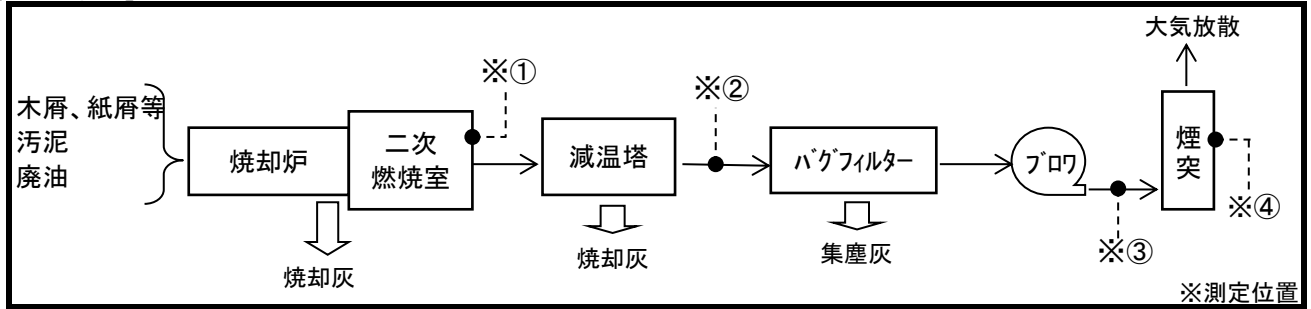 大気放散
※①
※②
木屑、紙屑等
汚泥
廃油
焼却炉
二次
燃焼室
減温塔
ﾊﾞグフィルター
ブロワ
煙
突
※④
※③
焼却灰
焼却灰
集塵灰
※測定位置